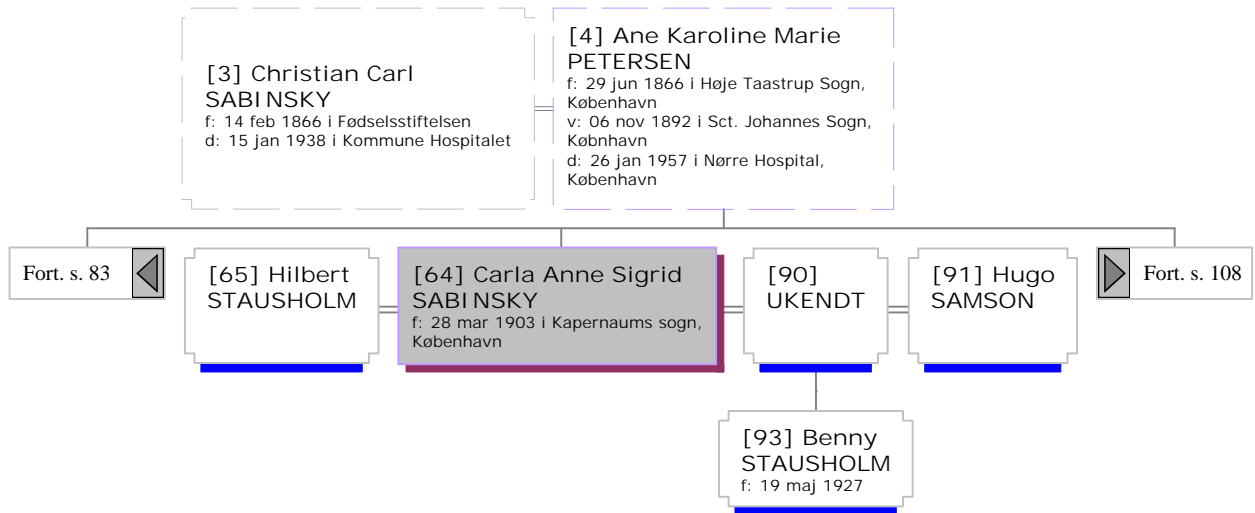 [3] Christian Carl
SABINSKY
f: 14 feb 1866 i Fødselsstiftelsen
d: 15 jan 1938 i Kommune Hospitalet
[4] Ane Karoline Marie
PETERSEN
f: 29 jun 1866 i Høje Taastrup Sogn,
København
v: 06 nov 1892 i Sct. Johannes Sogn,
Købnhavn
d: 26 jan 1957 i Nørre Hospital,
København
Fort. s. 83
[65] Hilbert
STAUSHOLM
[64] Carla Anne Sigrid
SABINSKY
f: 28 mar 1903 i Kapernaums sogn,
København
[90]
UKENDT
[91] Hugo
SAMSON
Fort. s. 108
[93] Benny
STAUSHOLM
f: 19 maj 1927